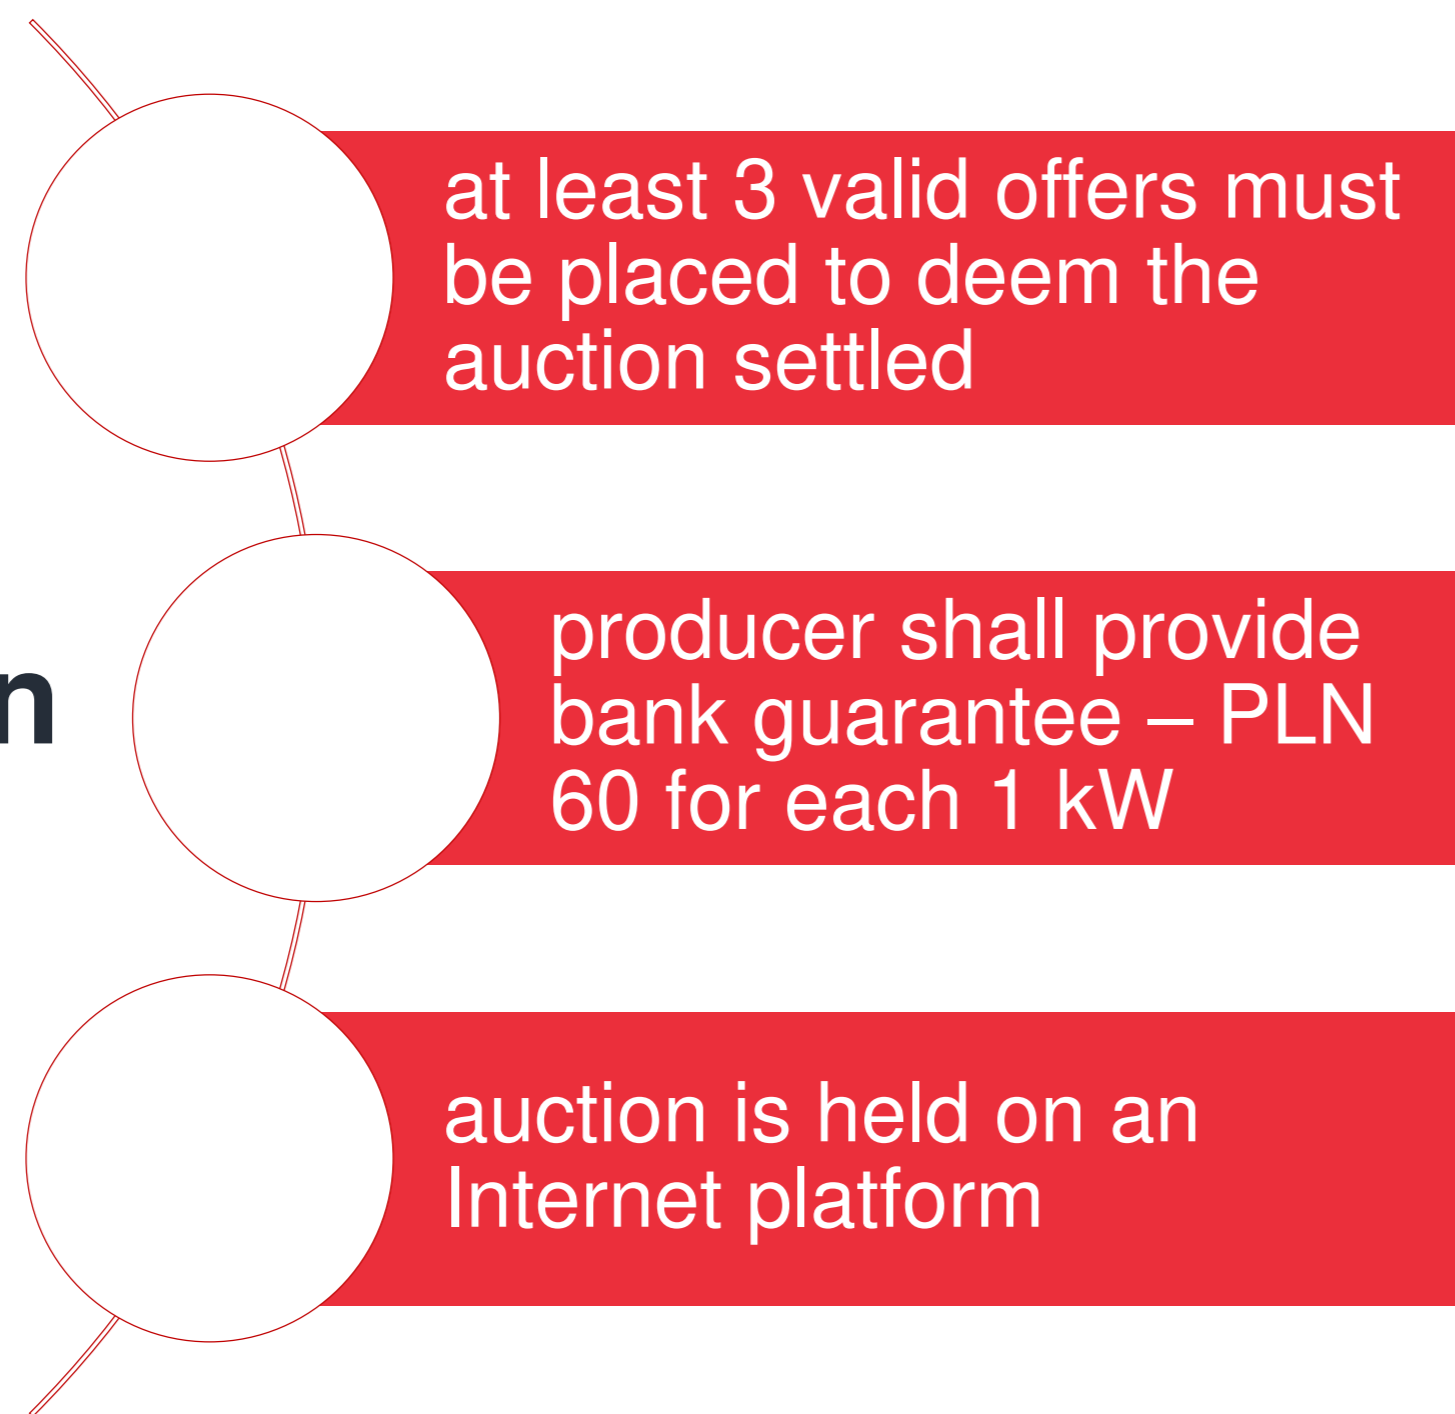 at least 3 valid offers must
be placed to deem the
auction settled
n
producer shall provide
bank guarantee – PLN
60 for each 1 kW
auction is held on an
Internet platform